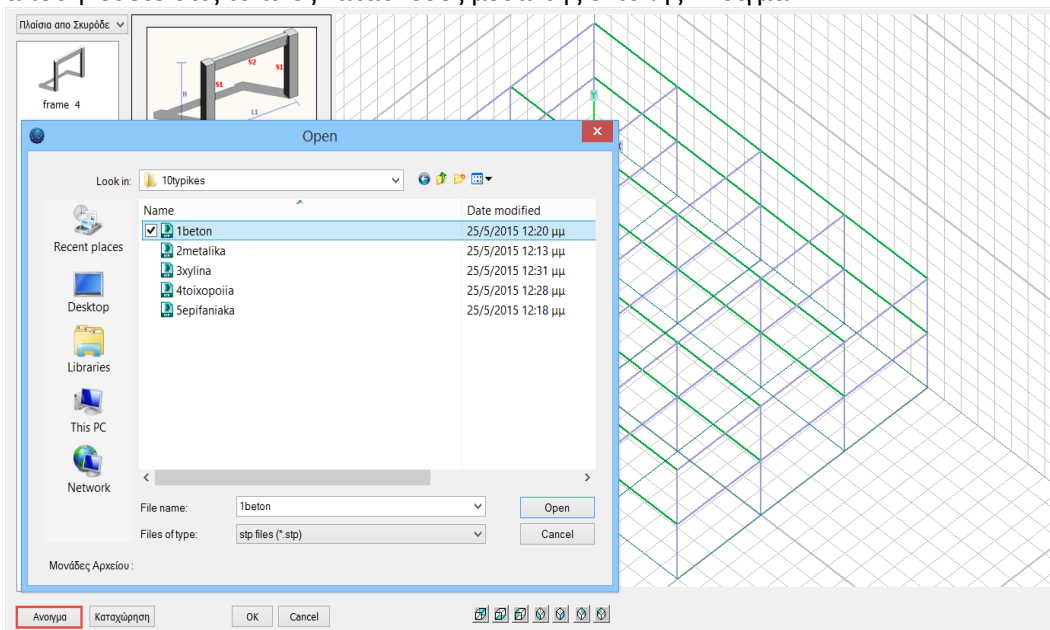 Πλαίσια απο Σκυρόδε
frame 4
S2
S1
S1
H
L1
Y
Open
Look in:
10typikes
Name
Date modified
Recent places
Desktop
Libraries
This PC
Network
1beton
25/5/2015 12:20 μμ
2metalika
25/5/2015 12:13 μμ
3xylina
25/5/2015 12:31 μμ
4toixopoiia
25/5/2015 12:28 μμ
5epifaniaka
25/5/2015 12:18 μμ
File name:
1beton
Open
Files of type:
stp files (*.stp)
Cancel
Μονάδες Αρχείου :
Ανοιγμα
Καταχώρηση
OK
Cancel